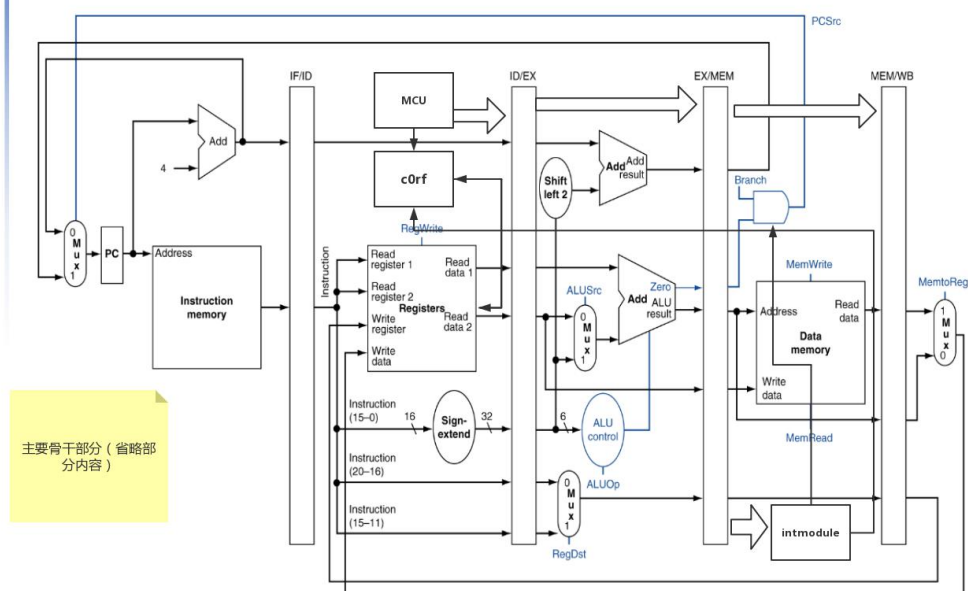 PCSrc
IF/ID
ID/EX
EX/MEM
MEM/WB
MCU
Add
4
c0rf
Shift
left 2
Add Add
result
Branch
RegWrite
0
M
u
x
1
PC
Address
Instruction
memory
Instruction
Read
register 1
Read
register 2
Write
register
Write
data
Registers
Read
data 1
Read
data 2
ALUSrc
0
M
u
x
1
Zero
Add
ALU
result
MemWrite
Address
Read
data
Data
memory
Write
data
MemRead
MemtoReg
1
M
u
x
0
主要骨干部分（省略部
分内容）
Instruction
(15–0)
16
Sign-
extend
32
6
ALU
control
ALUOp
Instruction
(20–16)
Instruction
(15–11)
0
M
u
x
1
RegDst
intmodule